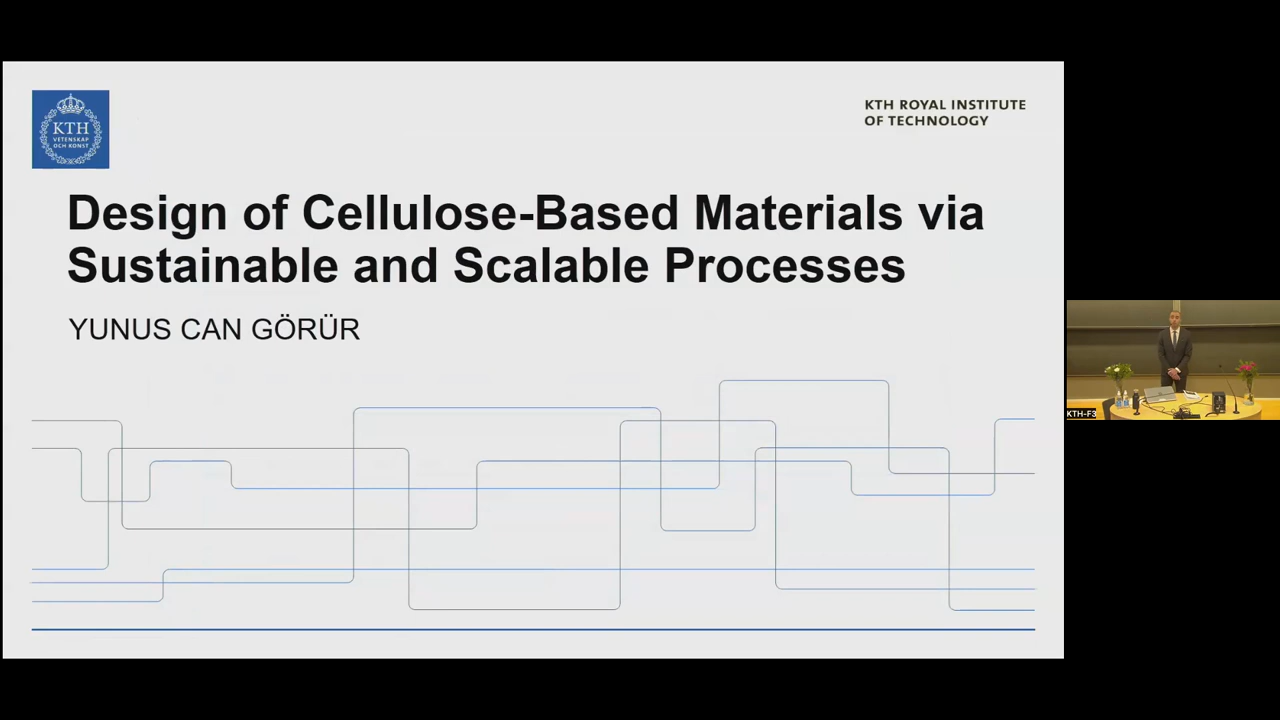 KTH
VETENSKAP
OCH KONST
KTH ROYAL INSTITUTE
OF TECHNOLOGY
Design of Cellulose-Based Materials via
Sustainable and Scalable Processes
YUNUS CAN GÖRÜR
KTH-F3